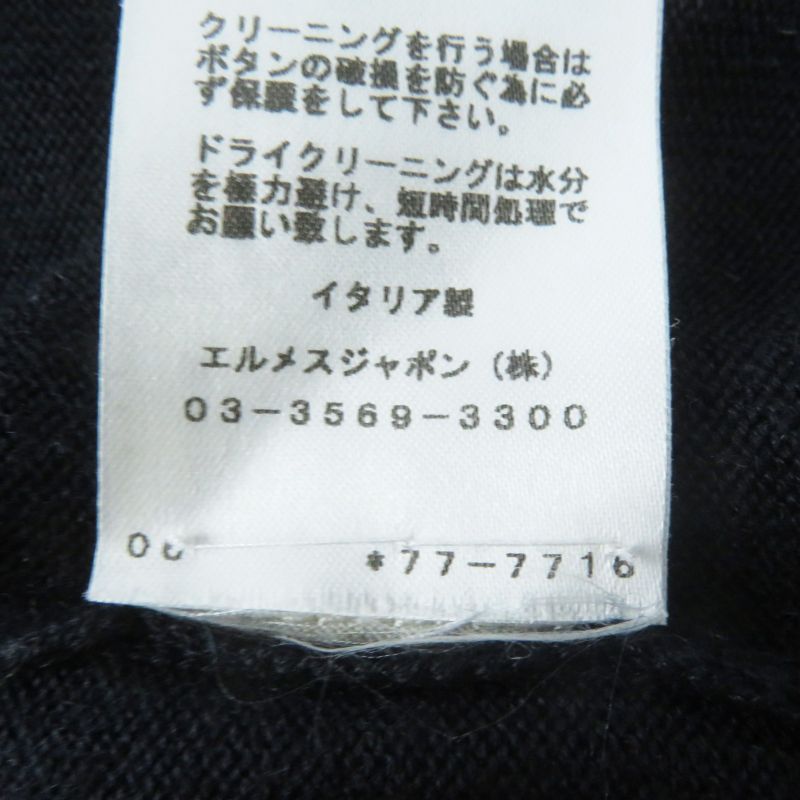 クリーニングを行う場合は
ボタンの破損を防ぐ為に必
ず保護をして下さい。
ドライクリーニングは水分
を極力避け、短時間処理で
お願い致します。
イタリア製
エルメスジャポン（株）
03-3569-3300
*77-7716